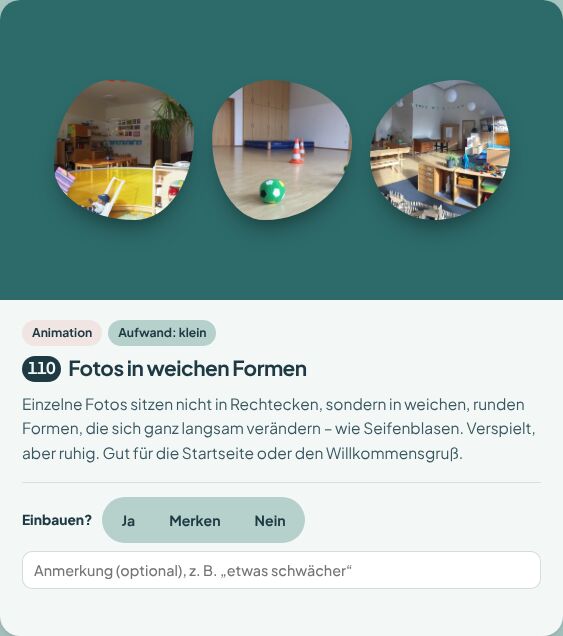 Animation
Aufwand: klein
110 Fotos in weichen Formen
Einzelne Fotos sitzen nicht in Rechtecken, sondern in weichen, runden
Formen, die sich ganz langsam verändern – wie Seifenblasen. Verspielt,
aber ruhig. Gut für die Startseite oder den Willkommensgruß.
Einbauen?
Ja
Merken
Nein
Anmerkung (optional), z. B. „etwas schwächer“